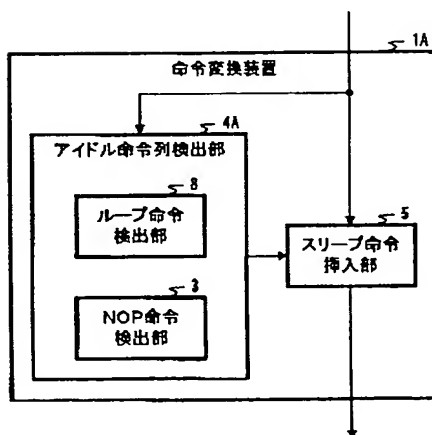 1A
命令変換装置
4A
アイドル命令列検出部
8
ループ命令
検出部
5
スリープ命令
挿入部
3
NOP命令
検出部